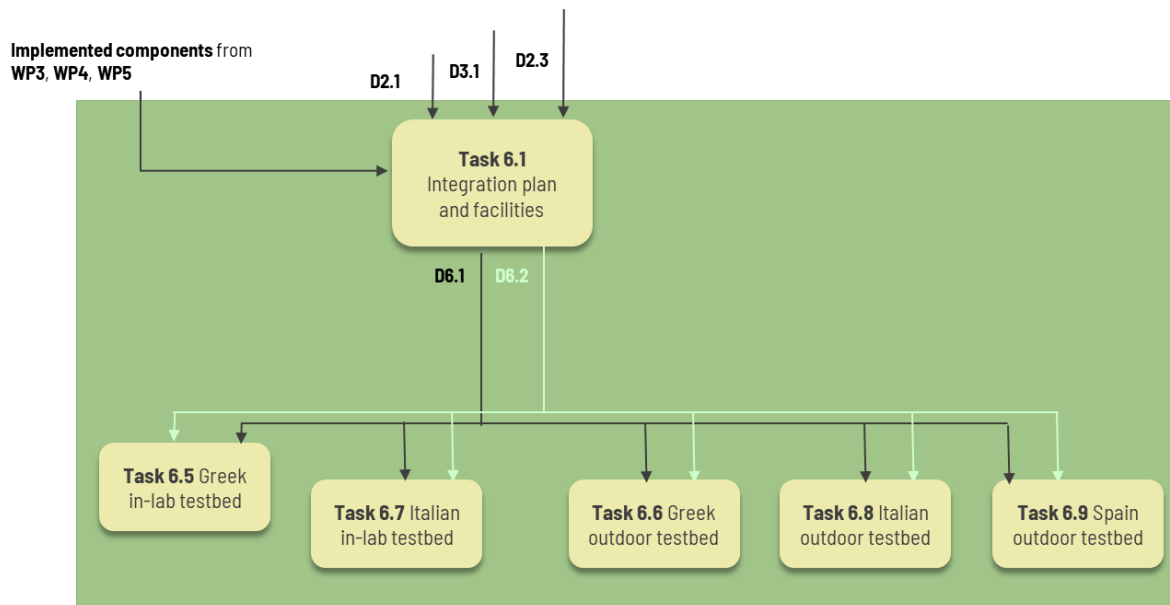 Implemented components from
WP3, WP4, WP5
D2.1
D3.1
D2.3
Task 6.1
Integration plan
and facilities
D6.1
D6.2
Task 6.5 Greek
in-lab testbed
Task 6.7 Italian
in-lab testbed
Task 6.6 Greek
outdoor testbed
Task 6.8 Italian
outdoor testbed
Task 6.9 Spain
outdoor testbed